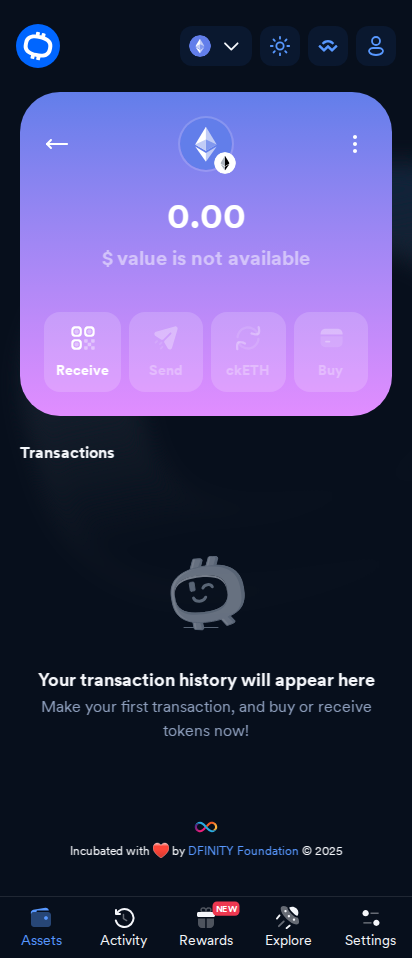 0.00
$ value is not available
Receive
Send
ckETH
Buy
Transactions
Your transaction history will appear here
Make your first transaction, and buy or receive
tokens now!
Incubated with ❤️ by DFINITY Foundation © 2025
NEW
Assets
Activity
Rewards
Explore
Settings